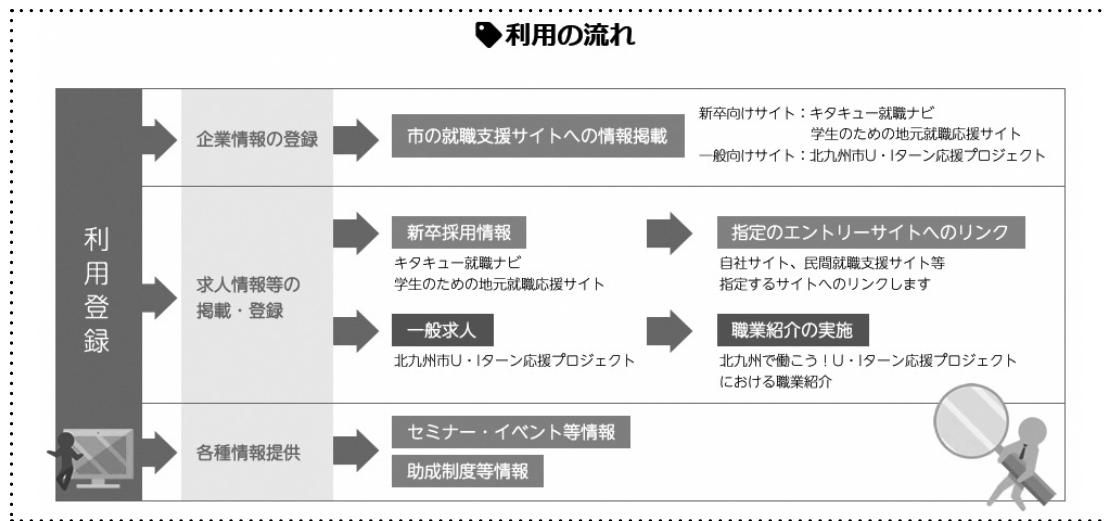 利用の流れ
利用登録
企業情報の登録
市の就職支援サイトへの情報掲載
新卒向けサイト：キタキュー就職ナビ
学生のための地元就職応援サイト
一般向けサイト：北九州市U・Iターン応援プロジェクト
求人情報等の
掲載・登録
新卒採用情報
キタキュー就職ナビ
学生のための地元就職応援サイト
指定のエントリーサイトへのリンク
自社サイト、民間就職支援サイト等
指定するサイトへのリンクします
一般求人
北九州市U・Iターン応援プロジェクト
職業紹介の実施
北九州で働こう！U・Iターン応援プロジェクト
における職業紹介
各種情報提供
セミナー・イベント等情報
助成制度等情報